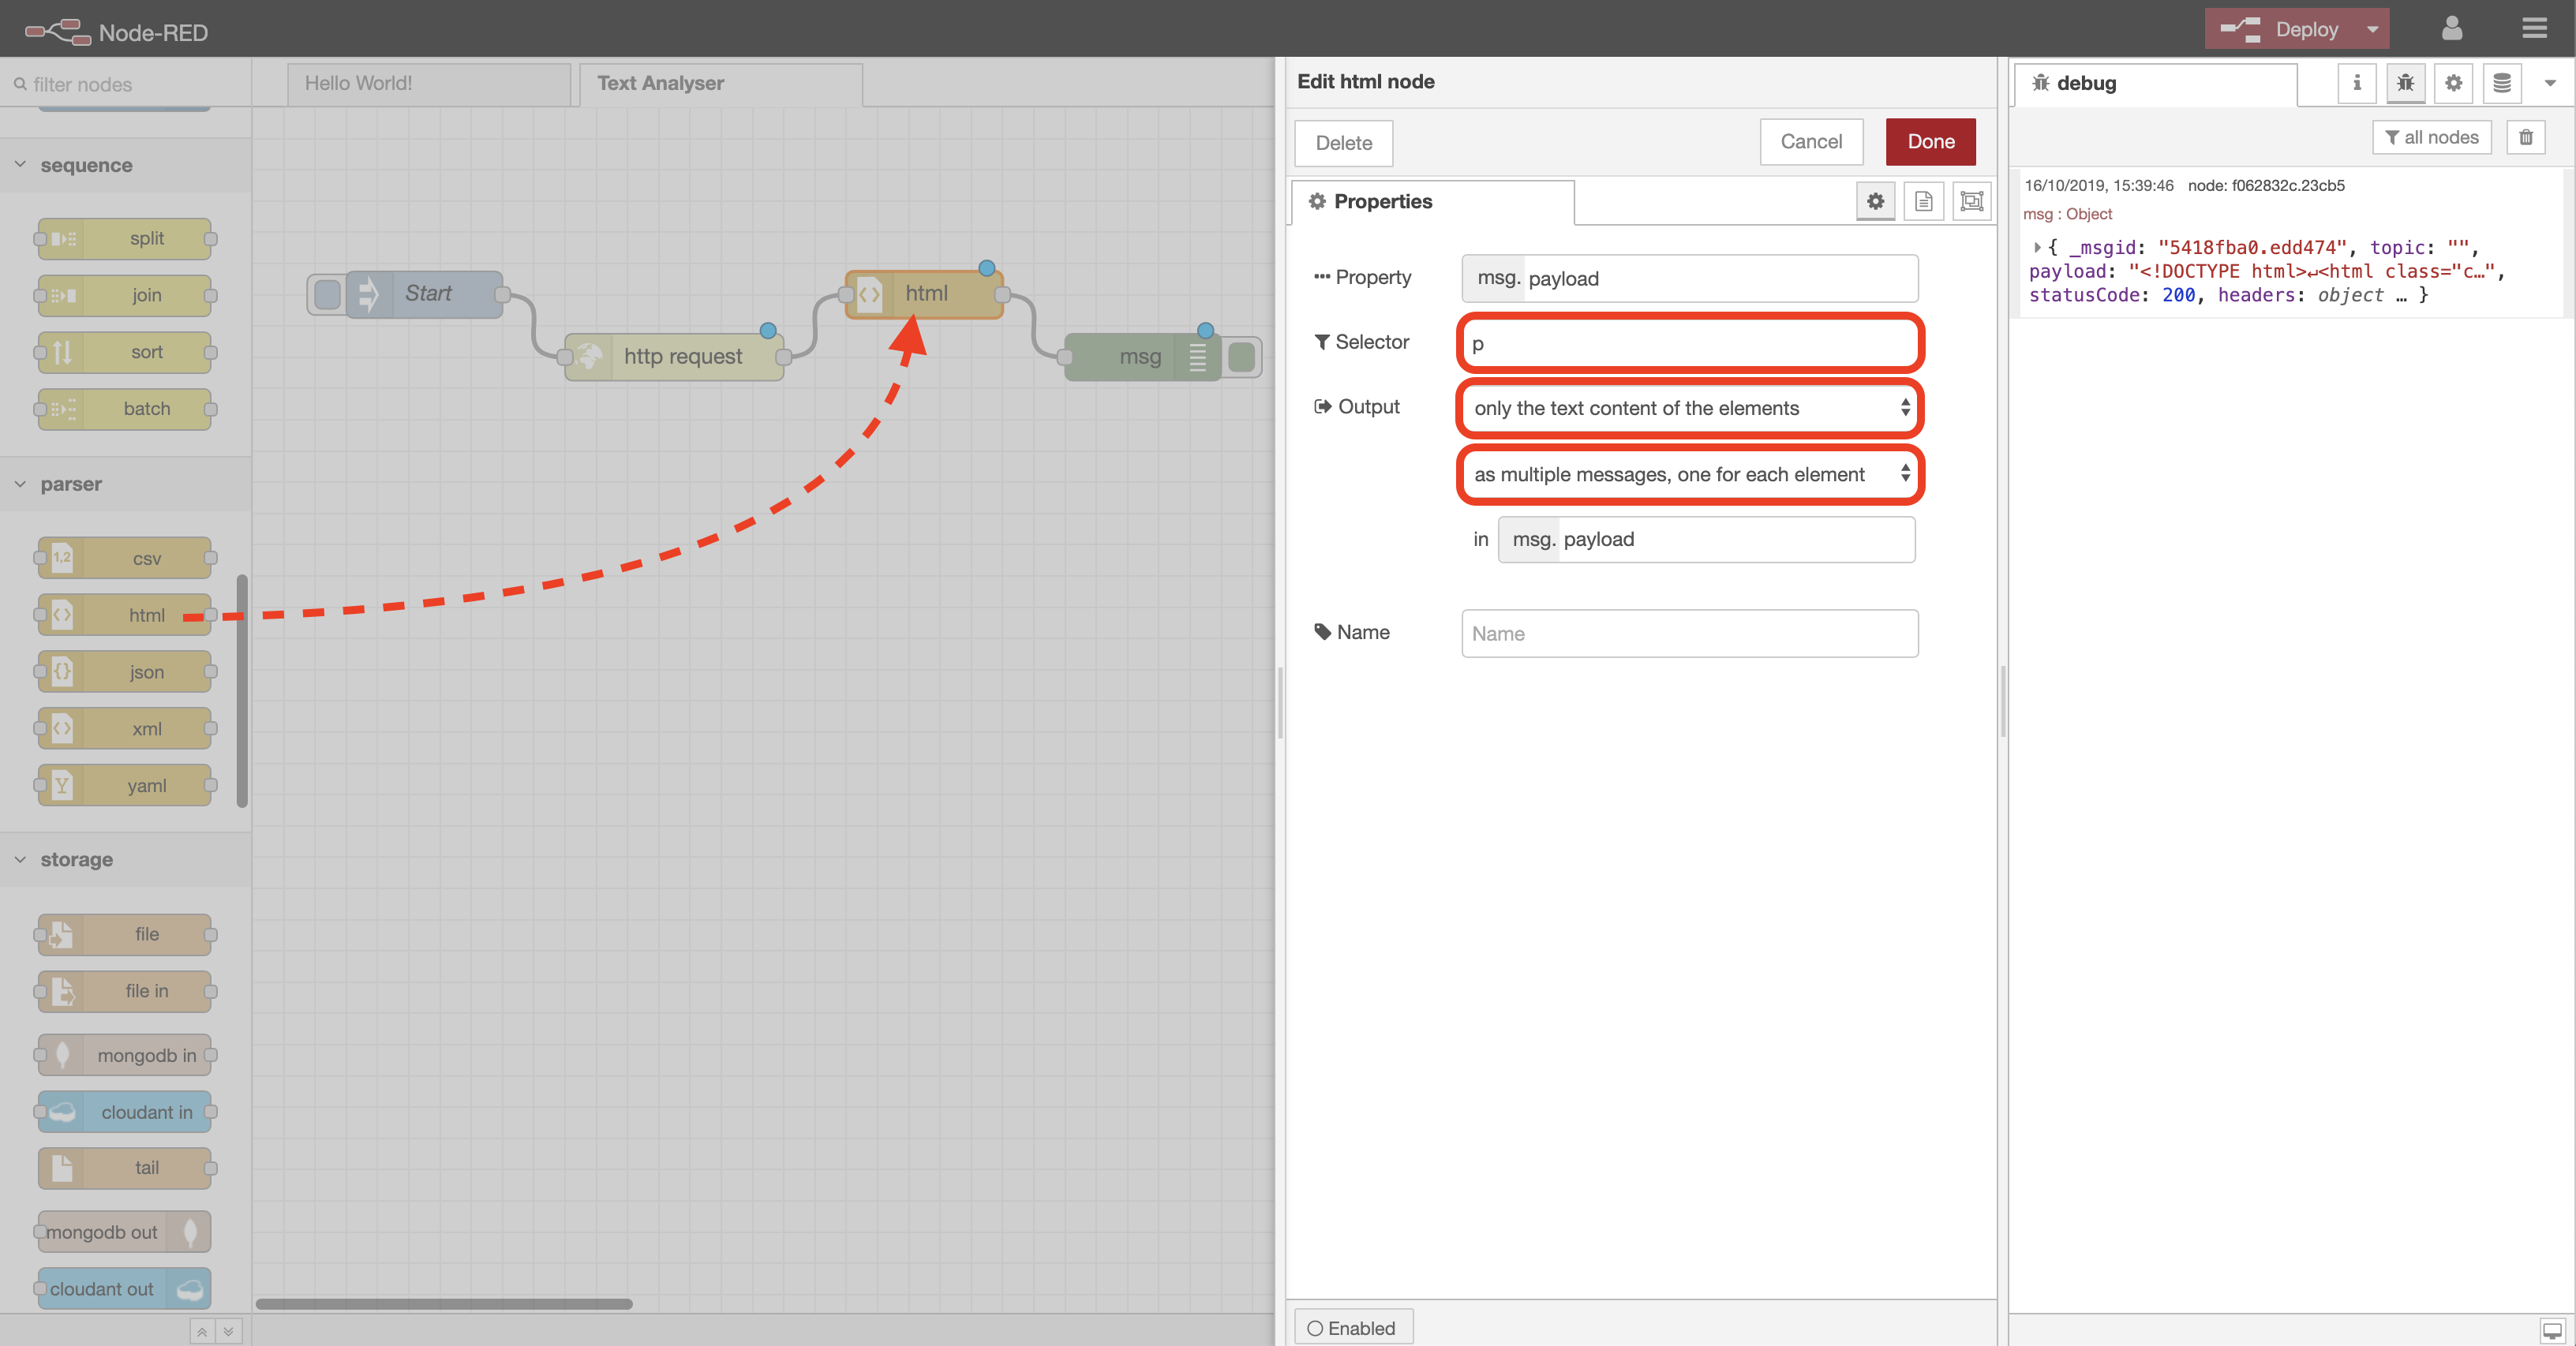 Node-RED
Deploy
filter nodes
sequence
split
join
sort
batch
parser
1,2
csv
html
json
xml
Y
yaml
storage
file
file in
mongodb in
cloudant in
tail
mongodb out
cloudant out
Hello World!
Text Analyser
Start
http request
html
msg
Edit html node
Delete
Cancel
Done
Properties
Property
msg. payload
Selector
p
Output
only the text content of the elements
as multiple messages, one for each element
in
msg. payload
Name
Name
Enabled
debug
i
all nodes
16/10/2019, 15:39:46 node: f062832c.23cb5
msg : Object
{ _msgid: "5418fba0.edd474", topic: "",
payload: "<!DOCTYPE html>↵<html class="c…",
statusCode: 200, headers: object … }